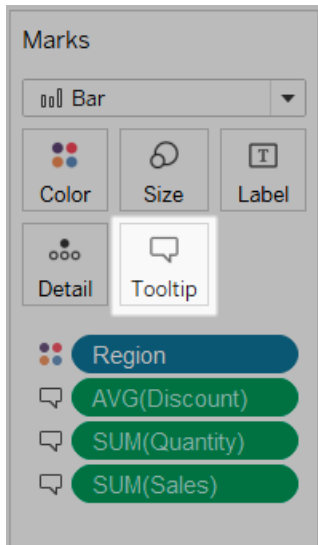 Marks
Bar
Color Size Label
Detail Tooltip
Region
AVG(Discount)
SUM(Quantity)
SUM(Sales)